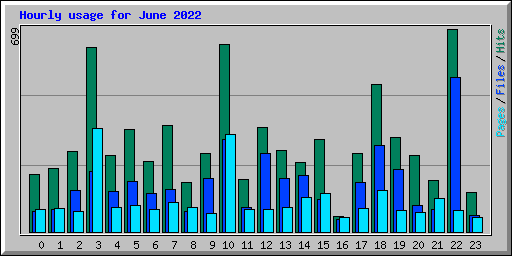 Hourly usage for June 2022
699
Pages / Files / Hits
0 1 2 3 4 5 6 7 8 9 10 11 12 13 14 15 16 17 18 19 20 21 22 23